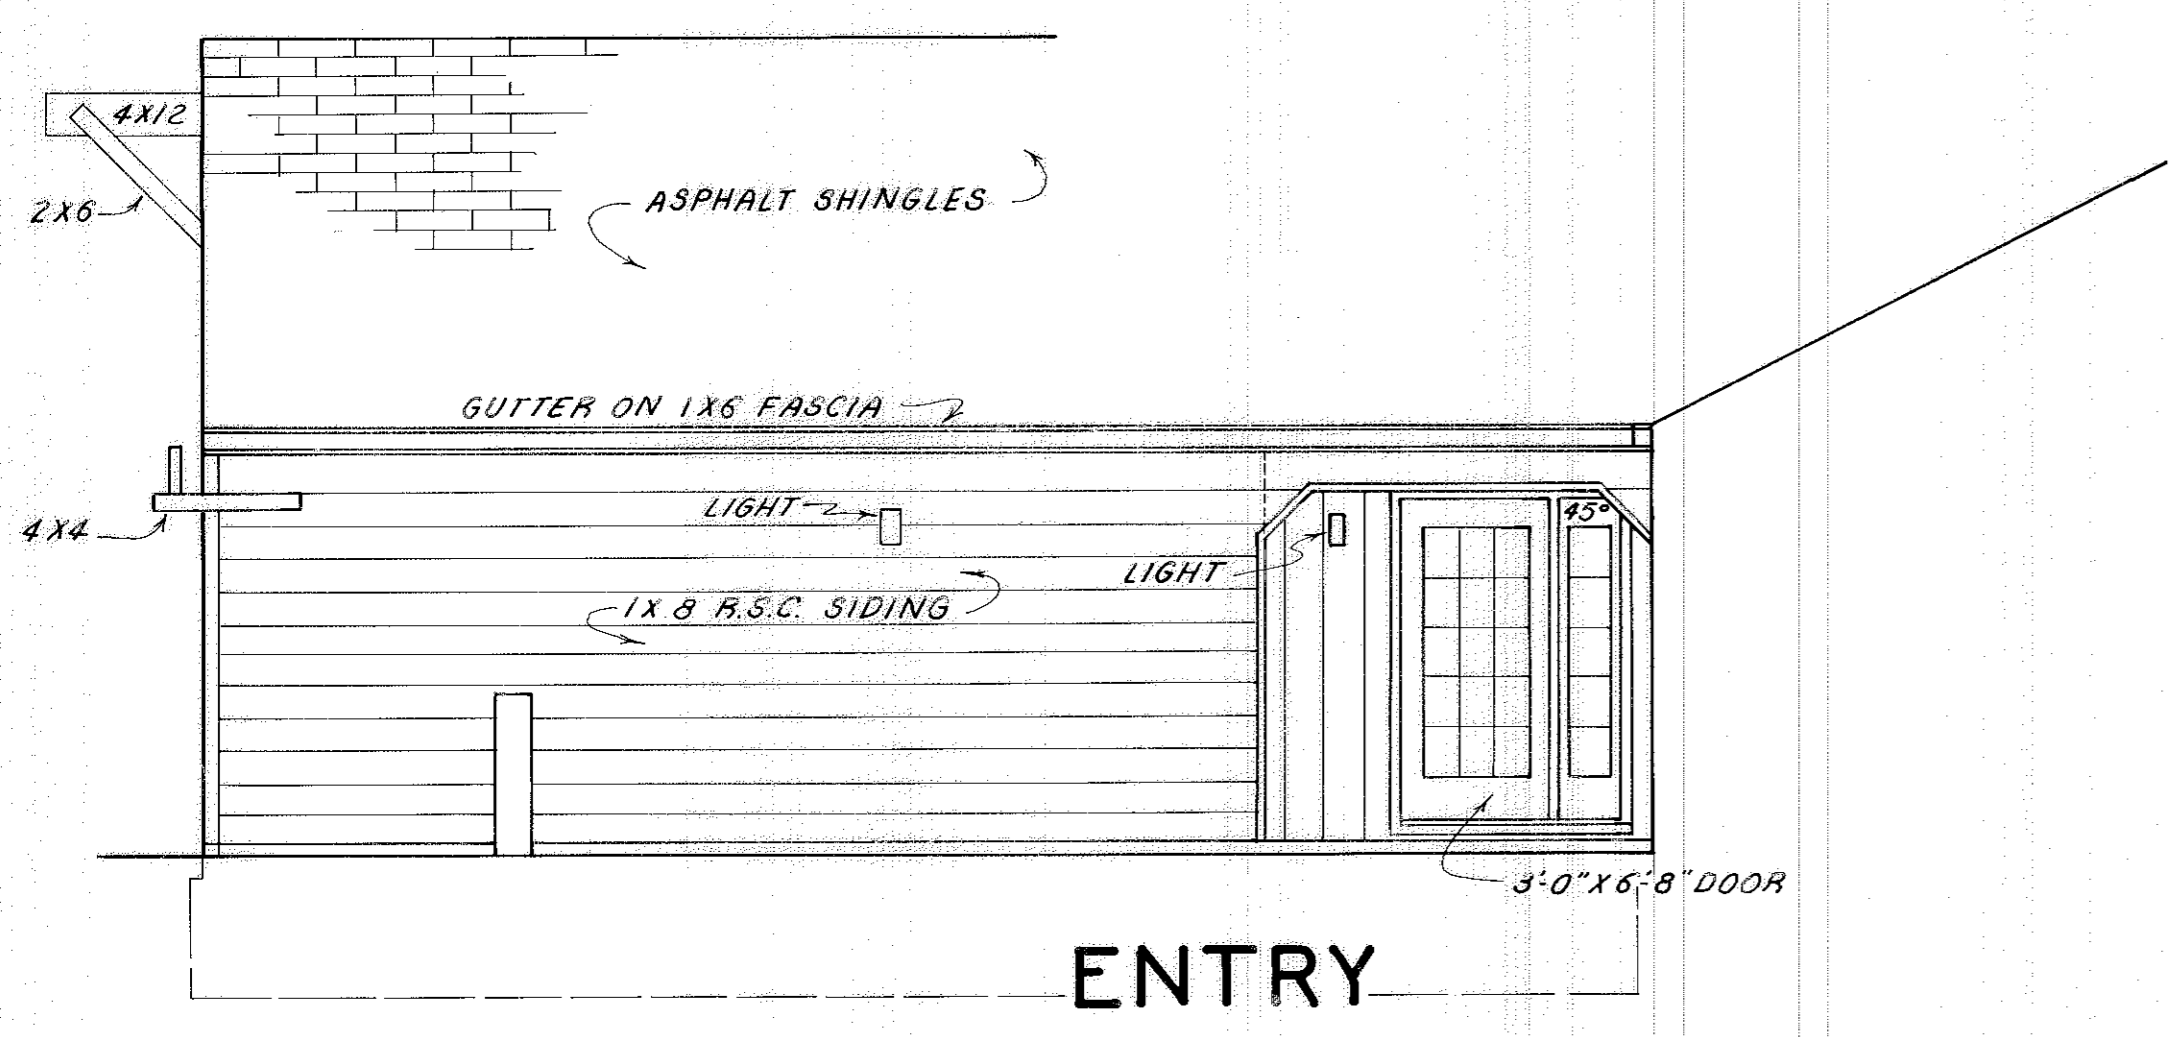 4X12
2X6
ASPHALT SHINGLES
GUTTER ON 1X6 FASCIA
4X4
LIGHT
45°
LIGHT
1X8 R.S.C. SIDING
3'-0"X6'-8" DOOR
ENTRY